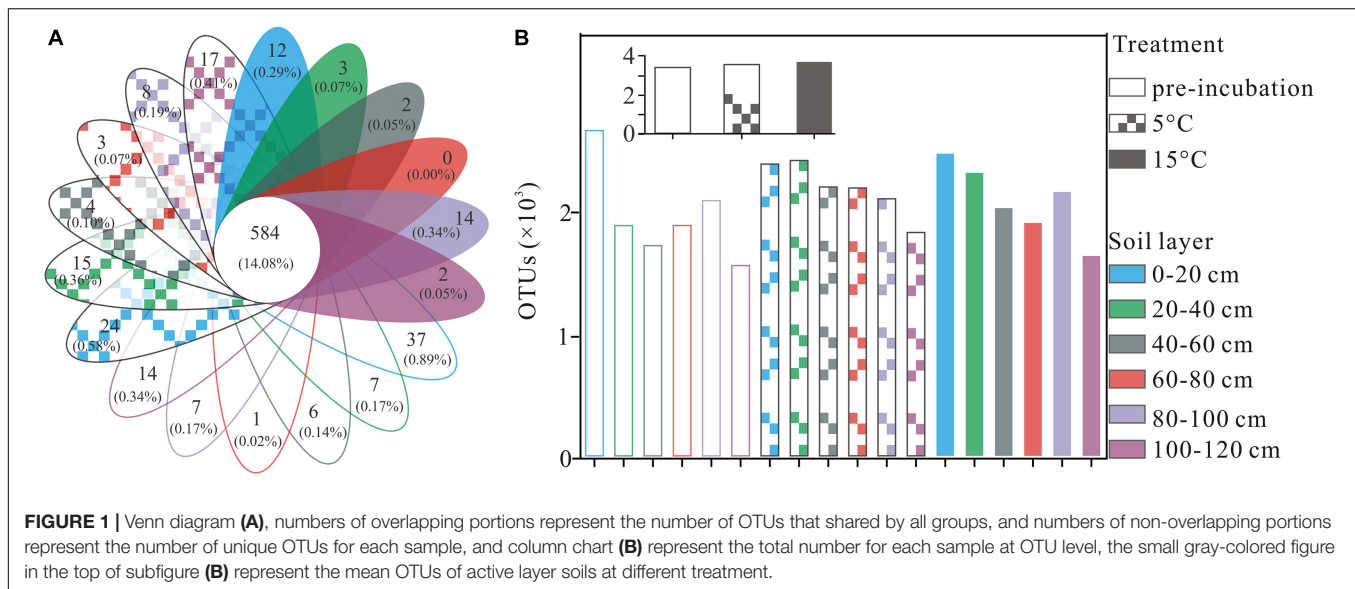 A
17
(0.41%)
12
(0.29%)
3
(0.07%)
2
(0.05%)
0
(0.00%)
14
(0.34%)
2
(0.05%)
37
(0.89%)
7
(0.17%)
6
(0.14%)
1
(0.02%)
7
(0.17%)
14
(0.34%)
24
(0.58%)
15
(0.36%)
4
(0.10%)
3
(0.07%)
8
(0.19%)
584
(14.08%)
B
OTUs (×10³)
2
1
0
4
2
0
Treatment
pre-incubation
5°C
15°C
Soil layer
0-20 cm
20-40 cm
40-60 cm
60-80 cm
80-100 cm
100-120 cm
FIGURE 1 | Venn diagram (A), numbers of overlapping portions represent the number of OTUs that shared by all groups, and numbers of non-overlapping portions
represent the number of unique OTUs for each sample, and column chart (B) represent the total number for each sample at OTU level, the small gray-colored figure
in the top of subfigure (B) represent the mean OTUs of active layer soils at different treatment.